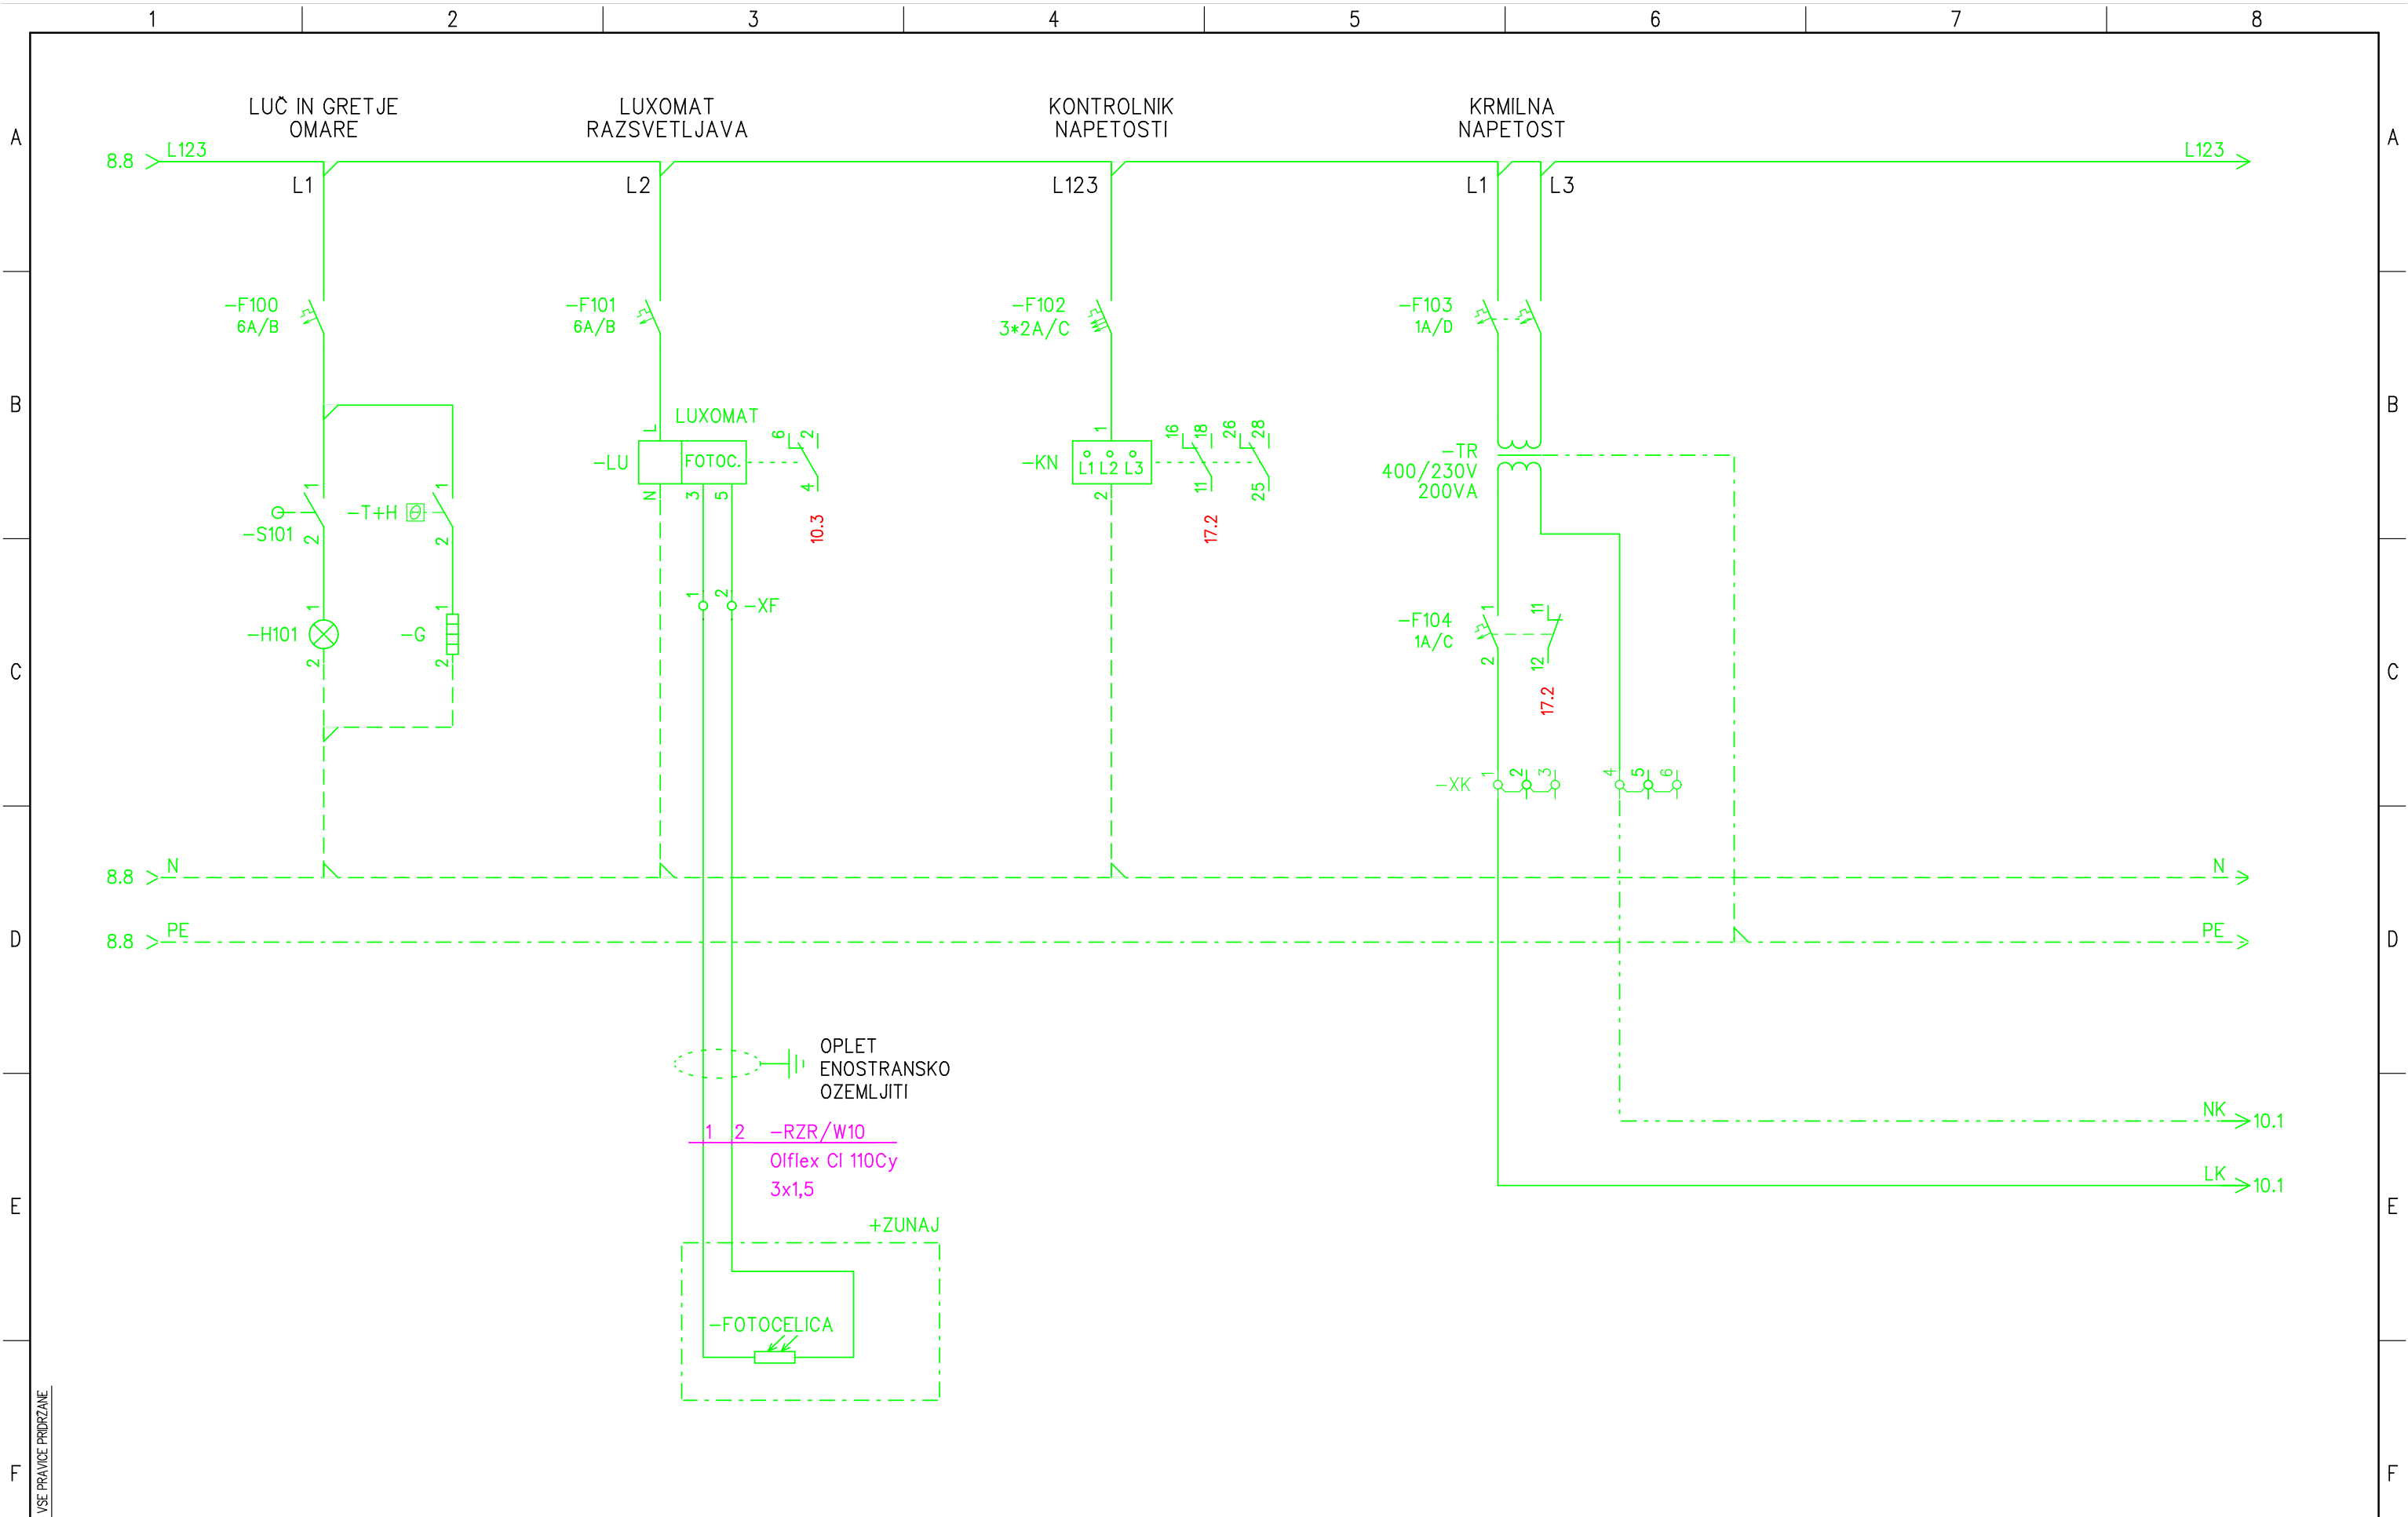 1 2 3 4 5 6 7 8
LUČ IN GRETJE
OMARE
LUXOMAT
RAZSVETLJAVA
KONTROLNIK
NAPETOSTI
KRMILNA
NAPETOST
A A
8.8 L123 L123
L1 L2 L123 L1 L3
-F100
6A/B
-F101
6A/B
-F102
3*2A/C
-F103
1A/D
B B
LUXOMAT
L
-LU
FOTOC.
N 3 5
6 2
4
10.3
1
-KN
L1 L2 L3
2
16 18
11
17.2
26 28
25
-TR
400/230V
200VA
1
-S101
2
-T+H
1
2
1
-H101
2
1
-G
2
1 2 -XF
-F104
1A/C
1
2
11
12
17.2
C C
-XK 1 2 3 4 5 6
8.8 N N
D D
8.8 PE PE
OPLET
ENOSTRANSKO
OZEMLJITI
1 2 -RZR/W10
Olflex Cl 110Cy
3x1,5
NK 10.1
LK 10.1
E E
+ZUNAJ
-FOTOCELICA
F F
VSE PRAVICE PRIDRŽANE